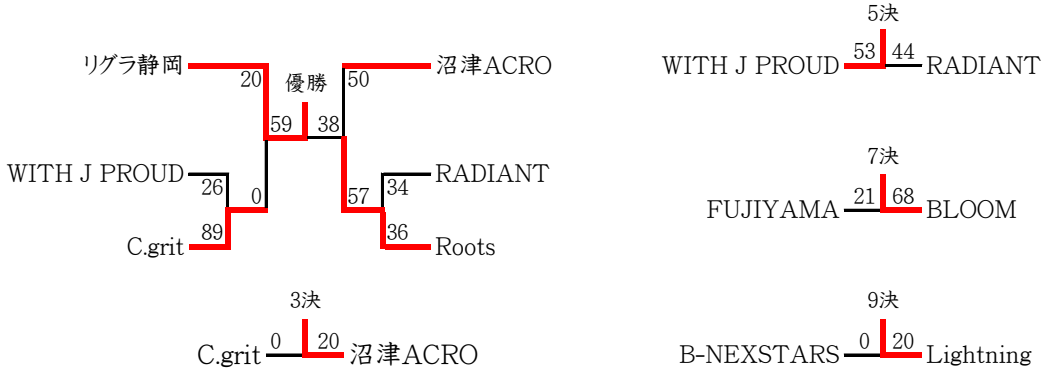 5決
WITH J PROUD 53 44 RADIANT
リグラ静岡 20 優勝 50 沼津ACRO
59 38
WITH J PROUD 26 0 57 34 RADIANT
C.grit 89 36 Roots
7決
FUJIYAMA 21 68 BLOOM
3決
C.grit 0 20 沼津ACRO
9決
B-NEXSTARS 0 20 Lightning